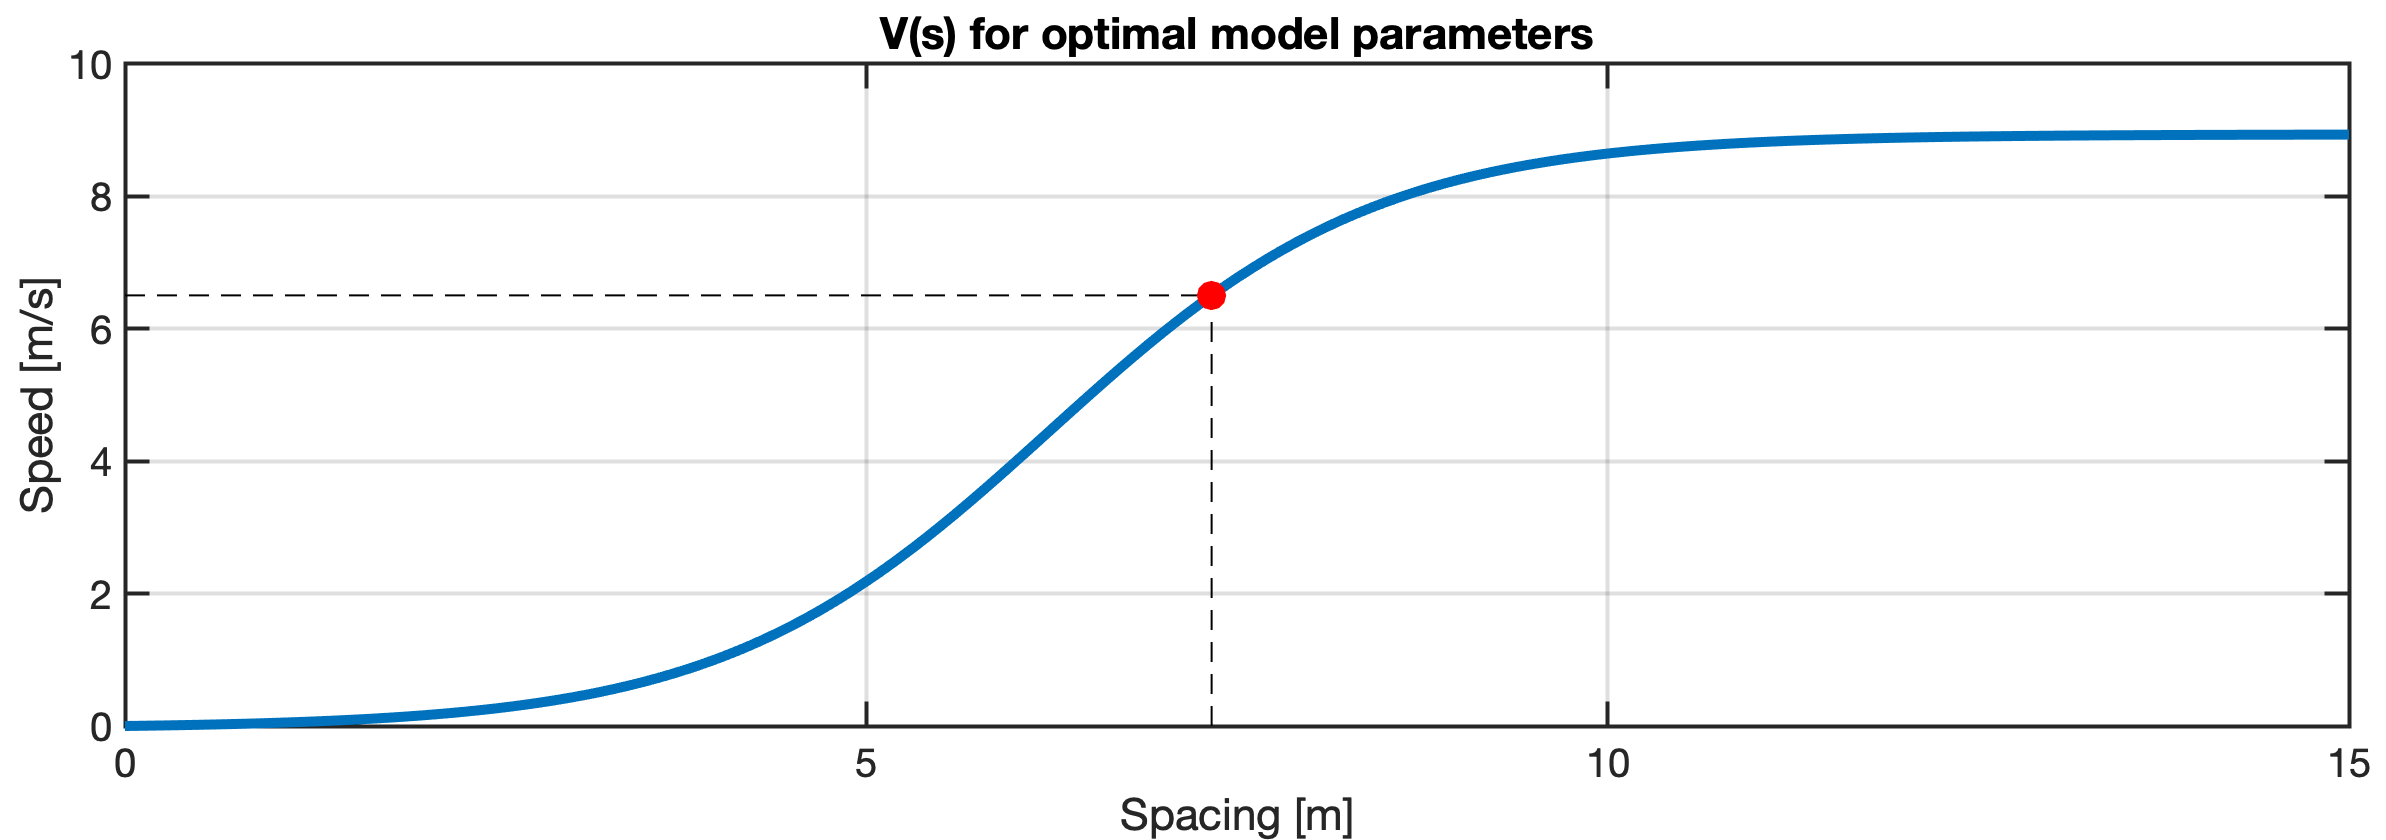 V(s) for optimal model parameters
10
8
6
4
2
0
Speed [m/s]
0 5 10 15
Spacing [m]